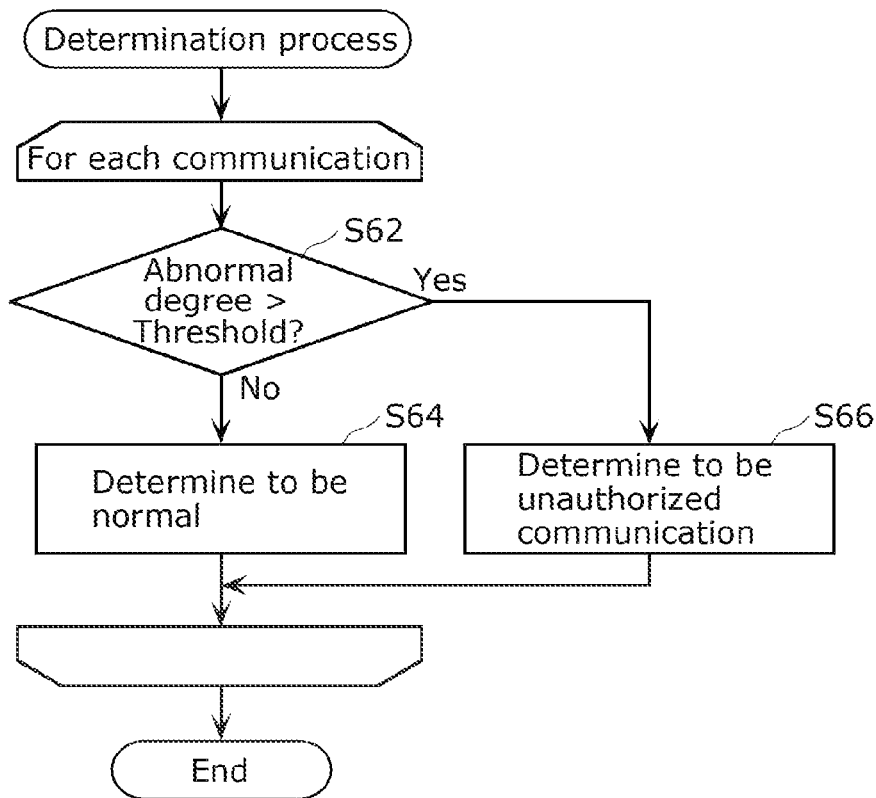 Determination process
For each communication
S62
Abnormal
degree >
Threshold?
Yes
No
S64
Determine to be
normal
S66
Determine to be
unauthorized
communication
End